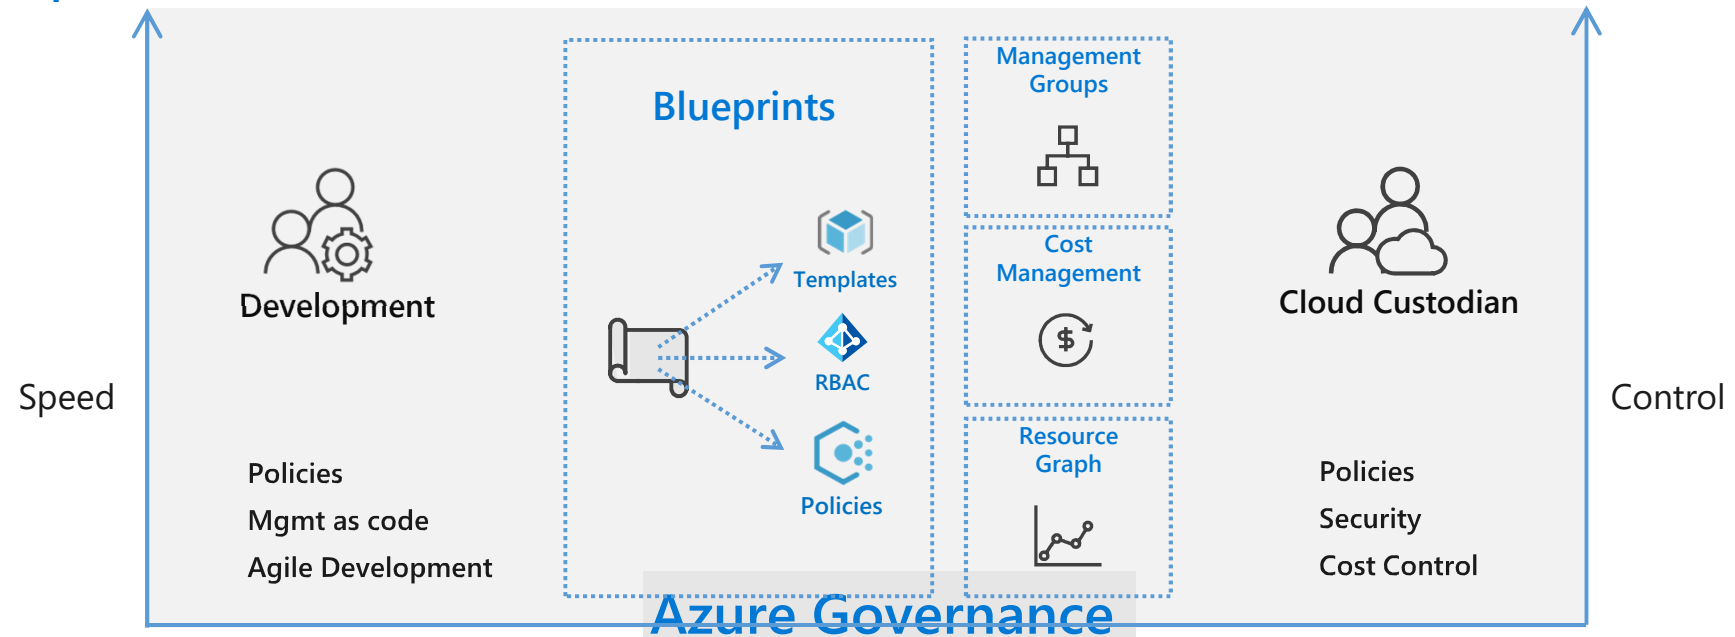 Speed
Development
Policies
Mgmt as code
Agile Development
Blueprints
Templates
RBAC
Policies
Management
Groups
Cost
Management
$
Resource
Graph
Cloud Custodian
Policies
Security
Cost Control
Control
Azure Governance